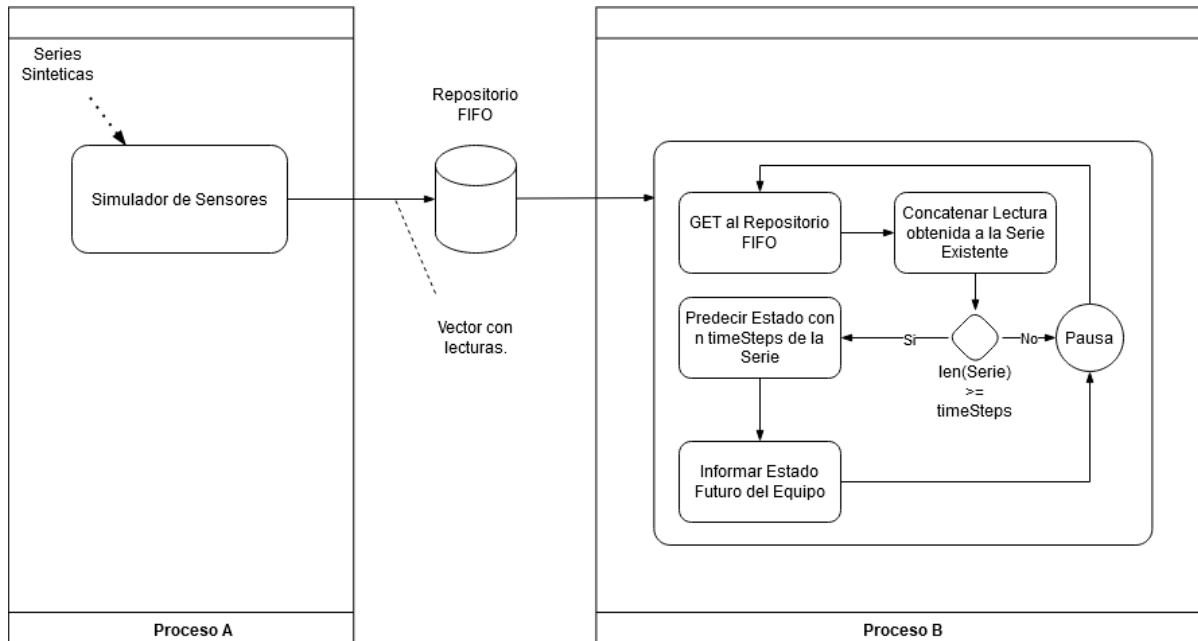 Series
Sinteticas
Simulador de Sensores
Repositorio
FIFO
Vector con
lecturas.
GET al Repositorio
FIFO
Concatenar Lectura
obtenida a la Serie
Existente
Predecir Estado con
n timeSteps de la
Serie
Si
No
Pausa
len(Serie)
>=
timeSteps
Informar Estado
Futuro del Equipo
Proceso A
Proceso B